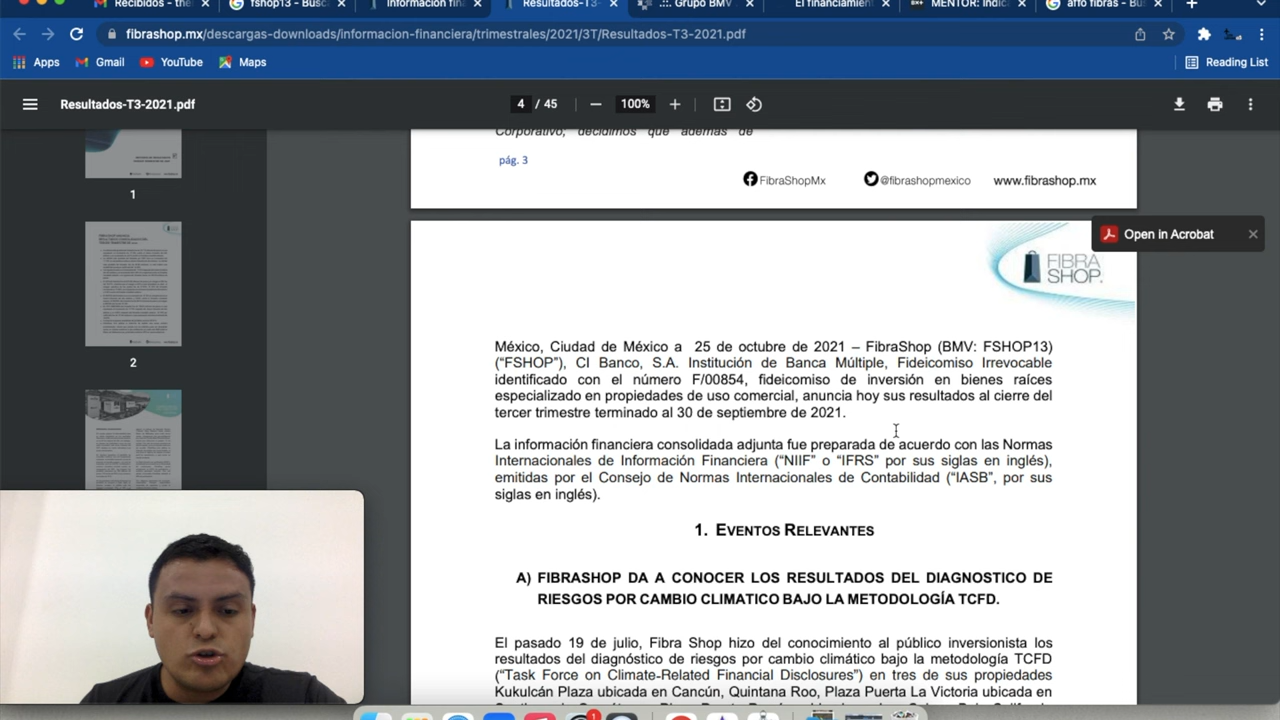 Recibidos - the
fshop13 - Busc
Información fin
Resultados-T3-
.::. Grupo BMV
El financiamien
MENTOR: Indic
affo fibras - Bus
fibrashop.mx/descargas-downloads/informacion-financiera/trimestrales/2021/3T/Resultados-T3-2021.pdf
Apps Gmail YouTube Maps Reading List
Resultados-T3-2021.pdf 4 / 45 100%
Corporativo; decidimos que además de
pág. 3
FibraShopMx @fibrashopmexico www.fibrashop.mx
1
2
Open in Acrobat
FIBRA
SHOP
México, Ciudad de México a 25 de octubre de 2021 – FibraShop (BMV: FSHOP13)
(“FSHOP”), CI Banco, S.A. Institución de Banca Múltiple, Fideicomiso Irrevocable
identificado con el número F/00854, fideicomiso de inversión en bienes raíces
especializado en propiedades de uso comercial, anuncia hoy sus resultados al cierre del
tercer trimestre terminado al 30 de septiembre de 2021.
La información financiera consolidada adjunta fue preparada de acuerdo con las Normas
Internacionales de Información Financiera (“NIIF” o “IFRS” por sus siglas en inglés),
emitidas por el Consejo de Normas Internacionales de Contabilidad (“IASB”, por sus
siglas en inglés).
1. EVENTOS RELEVANTES
A) FIBRASHOP DA A CONOCER LOS RESULTADOS DEL DIAGNOSTICO DE
RIESGOS POR CAMBIO CLIMATICO BAJO LA METODOLOGÍA TCFD.
El pasado 19 de julio, Fibra Shop hizo del conocimiento al público inversionista los
resultados del diagnóstico de riesgos por cambio climático bajo la metodología TCFD
(“Task Force on Climate-Related Financial Disclosures”) en tres de sus propiedades
Kukulcán Plaza ubicada en Cancún, Quintana Roo, Plaza Puerta La Victoria ubicada en